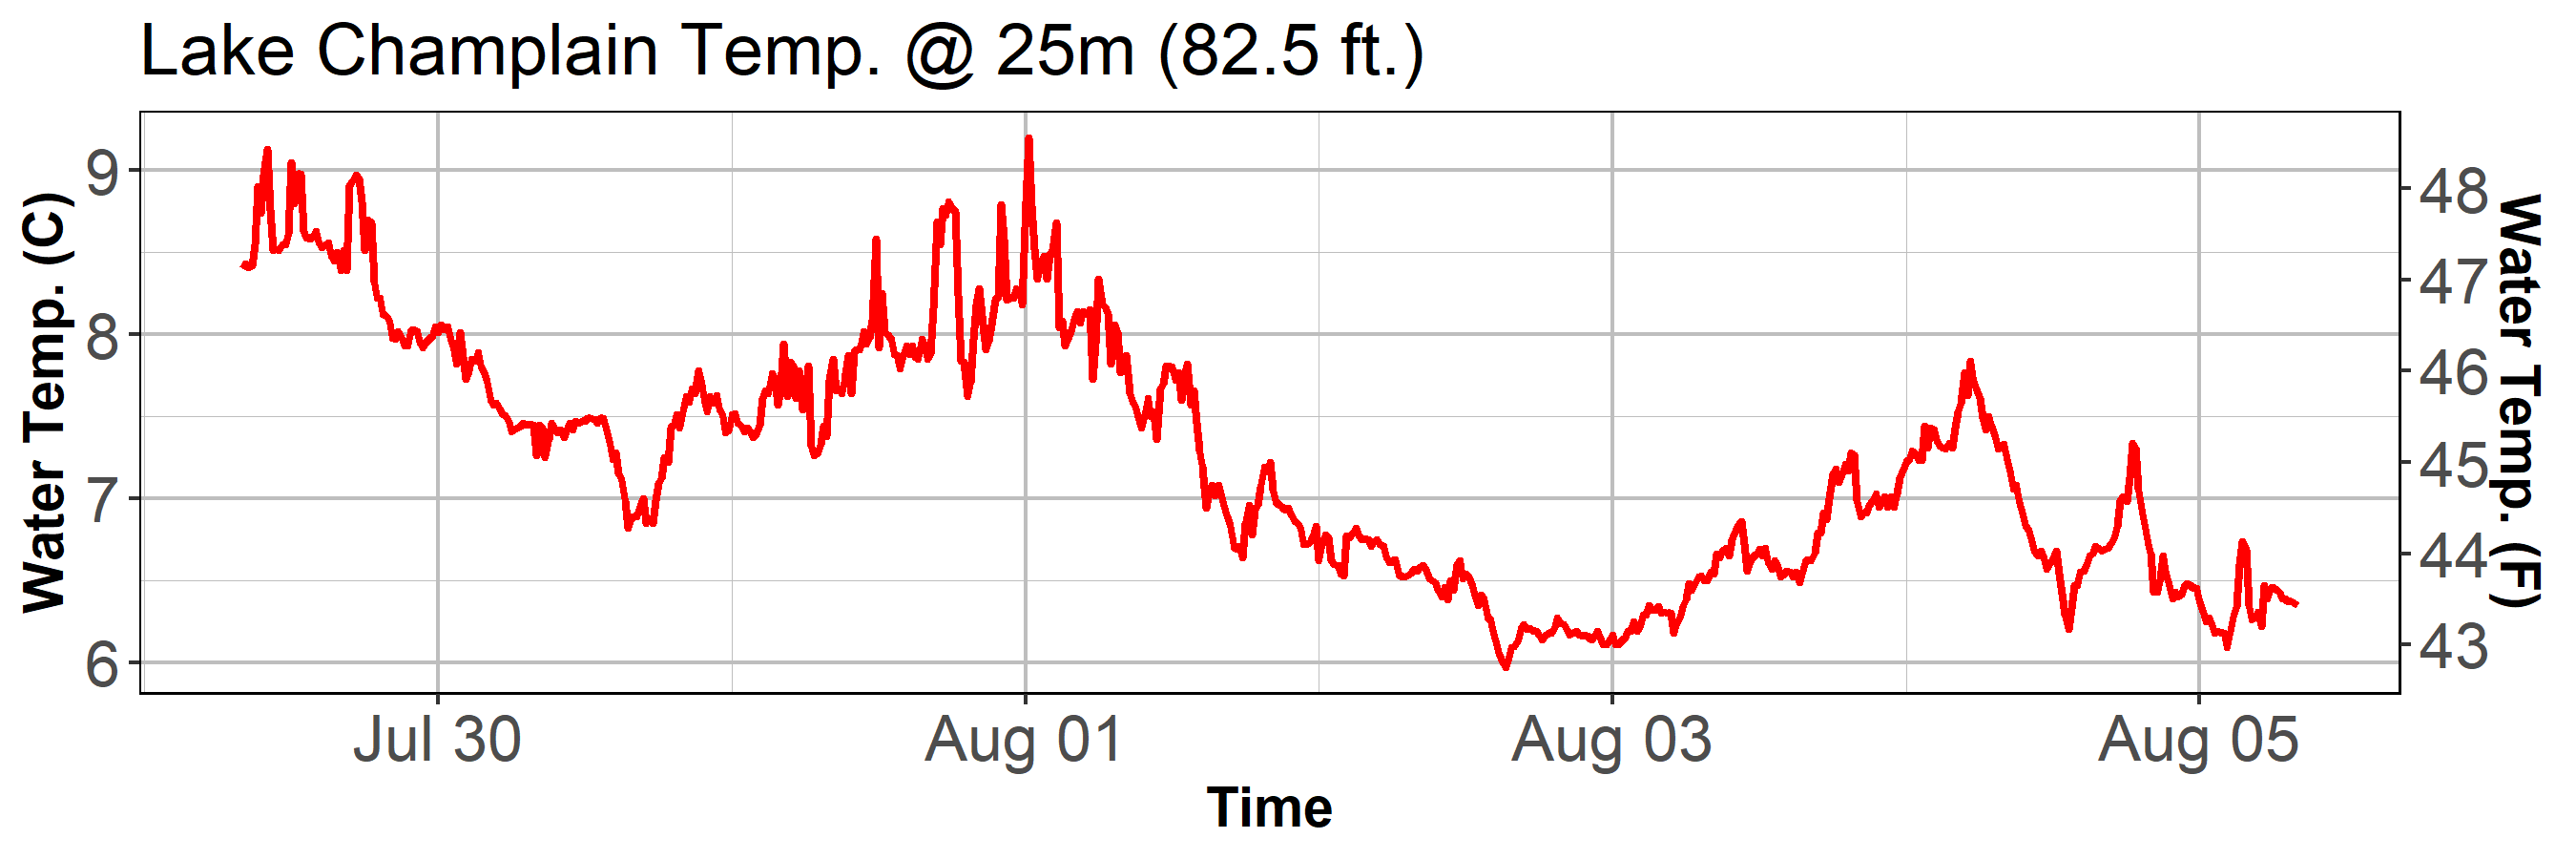 Lake Champlain Temp. @ 25m (82.5 ft.)
Water Temp. (C)
9
8
7
6
48
47
46
45
44
43
Water Temp. (F)
Jul 30 Aug 01 Aug 03 Aug 05
Time